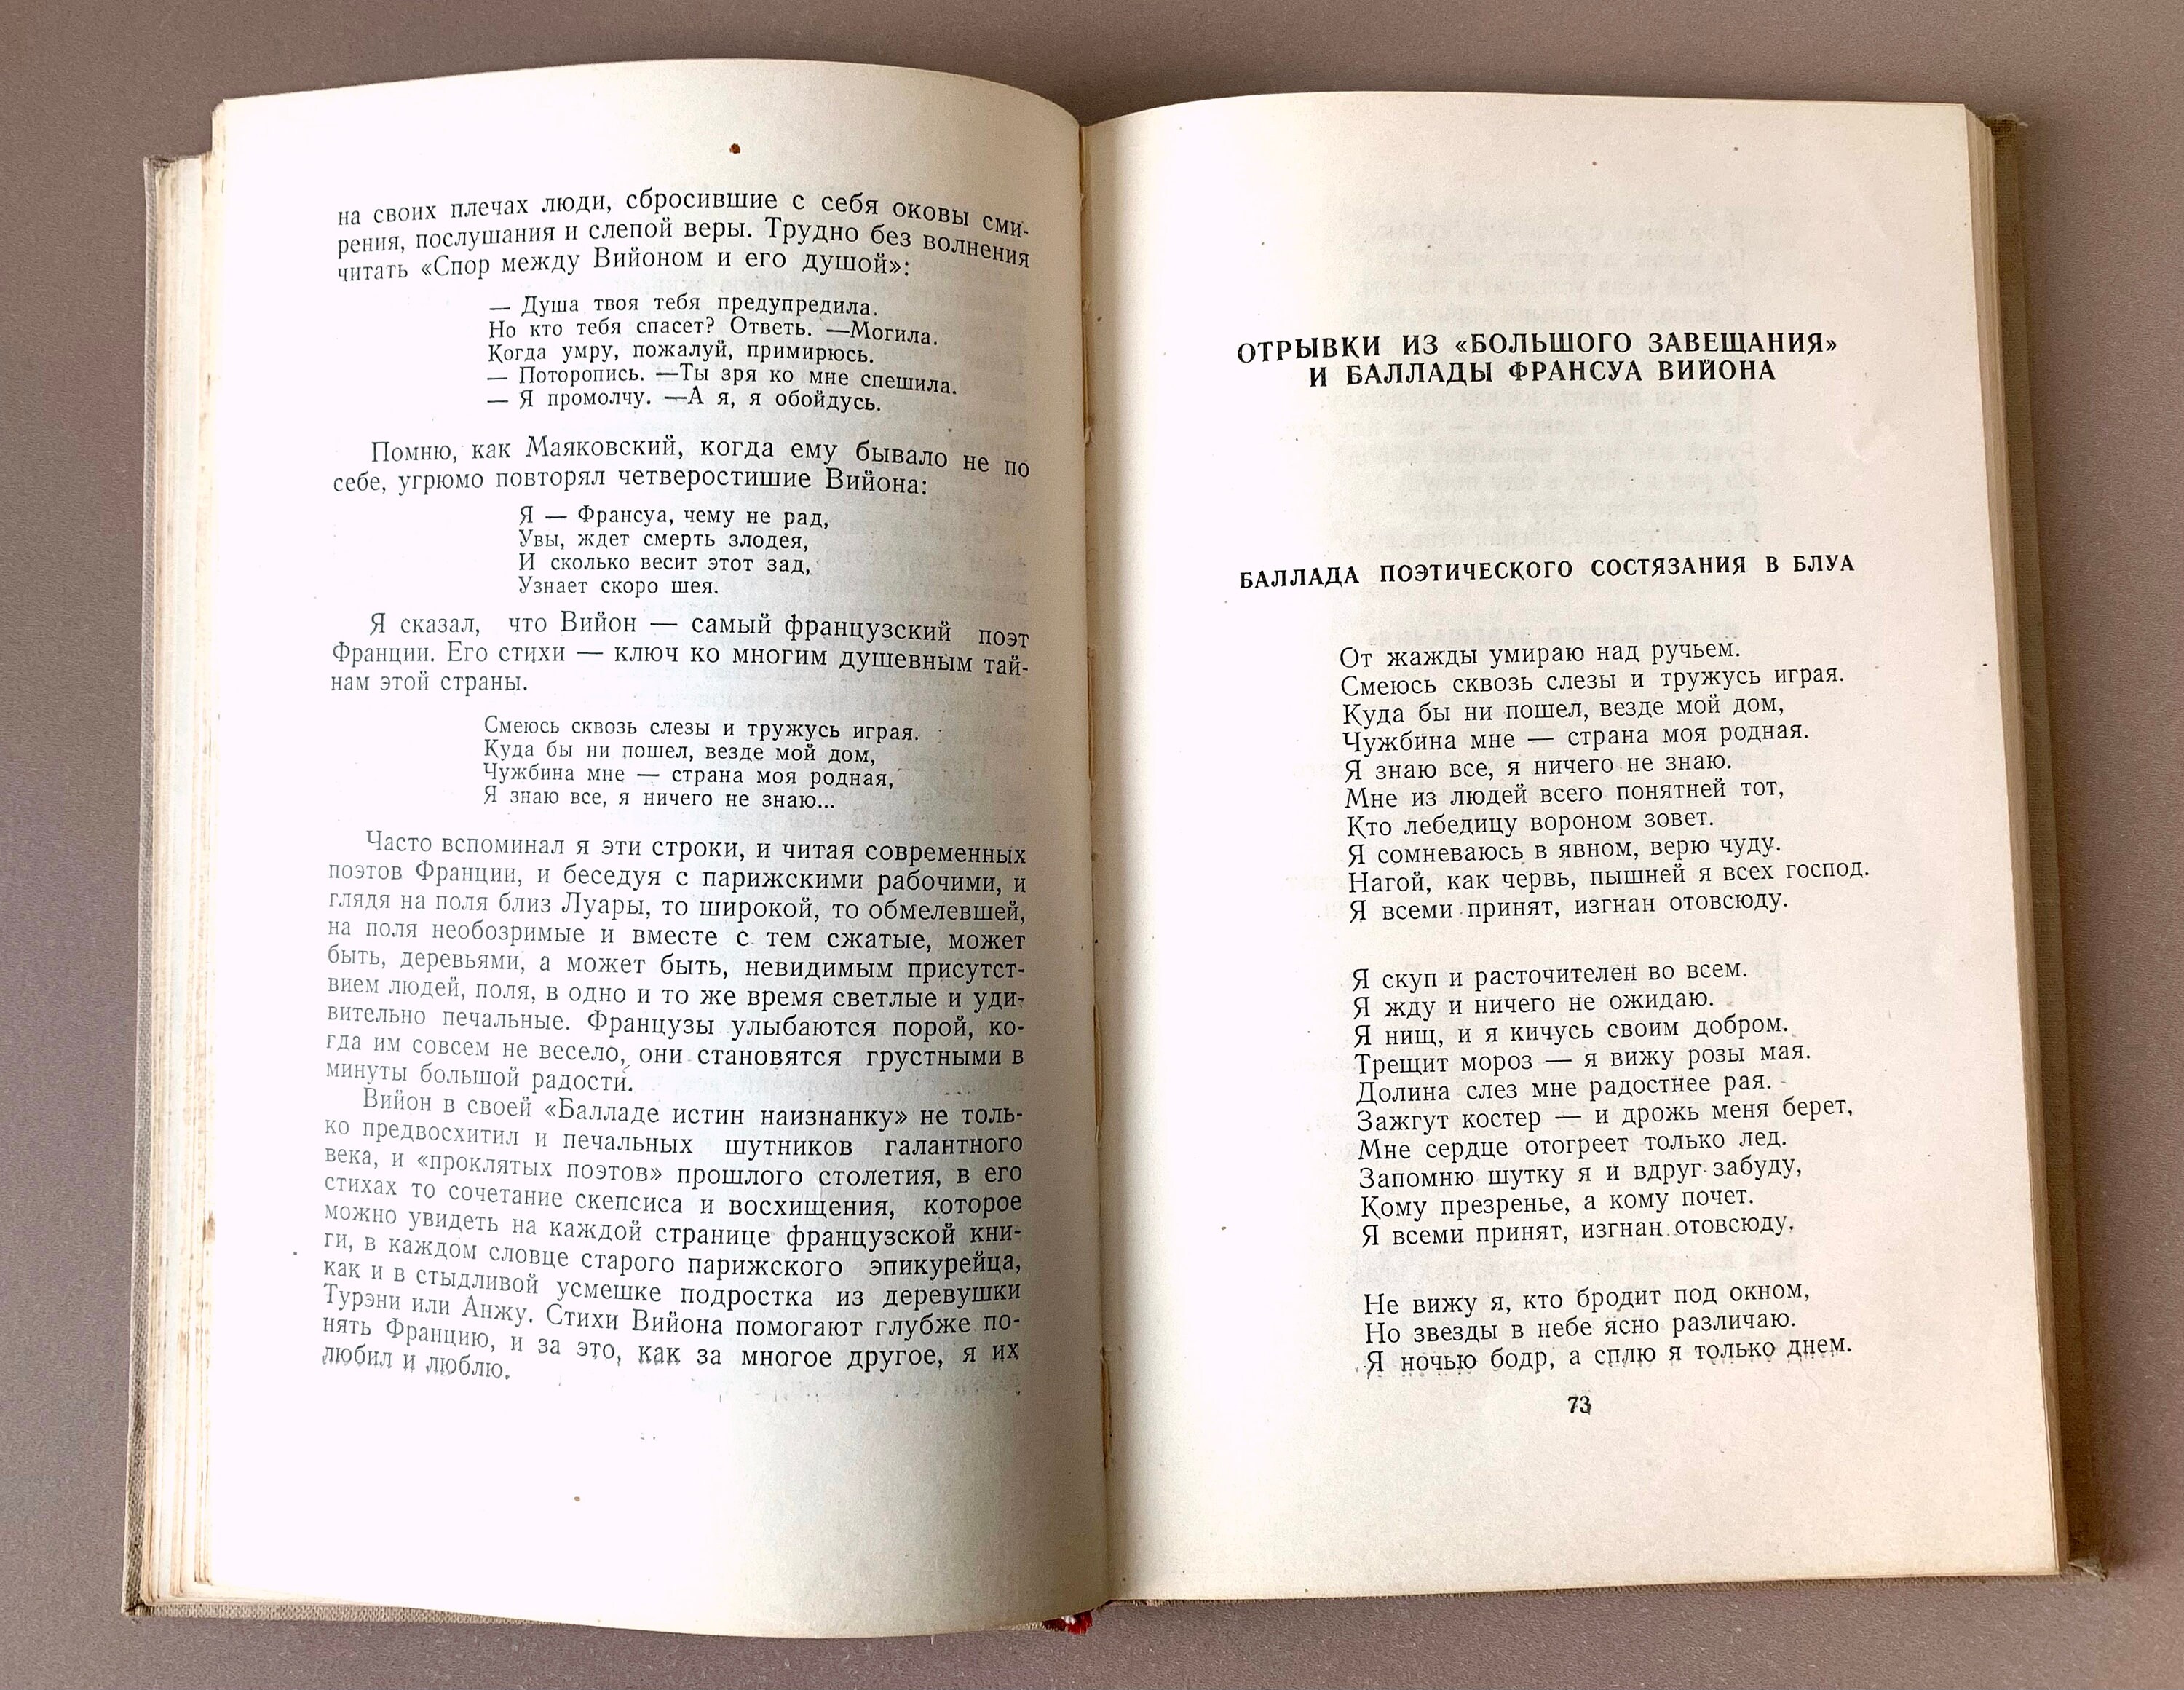 на своих плечах люди, сбросившие с себя оковы сми-
рения, послушания и слепой веры. Трудно без волнения
читать «Спор между Вийоном и его душой»:
— Душа твоя тебя предупредила.
Но кто тебя спасет? Ответь. —Могила.
Когда умру, пожалуй, примирюсь.
— Поторопись. —Ты зря ко мне спешила.
— Я промолчу. —А я, я обойдусь.
Помню, как Маяковский, когда ему бывало не по
себе, угрюмо повторял четверостишие Вийона:
Я — Франсуа, чему не рад,
Увы, ждет смерть злодея,
И сколько весит этот зад,
Узнает скоро шея.
Я сказал, что Вийон — самый французский поэт
Франции. Его стихи — ключ ко многим душевным тай-
нам этой страны.
Смеюсь сквозь слезы и тружусь играя.
Куда бы ни пошел, везде мой дом,
Чужбина мне — страна моя родная,
Я знаю все, я ничего не знаю...
Часто вспоминал я эти строки, и читая современных
поэтов Франции, и беседуя с парижскими рабочими, и
глядя на поля близ Луары, то широкой, то обмелевшей,
на поля необозримые и вместе с тем сжатые, может
быть, деревьями, а может быть, невидимым присутст-
вием людей, поля, в одно и то же время светлые и уди-
вительно печальные. Французы улыбаются порой, ко-
гда им совсем не весело, они становятся грустными в
минуты большой радости.
Вийон в своей «Балладе истин наизнанку» не толь-
ко предвосхитил и печальных шутников галантного
века, и «проклятых поэтов» прошлого столетия, в его
стихах то сочетание скепсиса и восхищения, которое
можно увидеть на каждой странице французской кни-
ги, в каждом словце старого парижского эпикурейца,
как и в стыдливой усмешке подростка из деревушки
Турэни или Анжу. Стихи Вийона помогают глубже по-
нять Францию, и за это, как за многое другое, я их
любил и люблю.
ОТРЫВКИ ИЗ «БОЛЬШОГО ЗАВЕЩАНИЯ»
И БАЛЛАДЫ ФРАНСУА ВИЙОНА
БАЛЛАДА ПОЭТИЧЕСКОГО СОСТЯЗАНИЯ В БЛУА
От жажды умираю над ручьем.
Смеюсь сквозь слезы и тружусь играя.
Куда бы ни пошел, везде мой дом,
Чужбина мне — страна моя родная.
Я знаю все, я ничего не знаю.
Мне из людей всего понятней тот,
Кто лебедицу вороном зовет.
Я сомневаюсь в явном, верю чуду.
Нагой, как червь, пышней я всех господ.
Я всеми принят, изгнан отовсюду.
Я скуп и расточителен во всем.
Я жду и ничего не ожидаю.
Я нищ, и я кичусь своим добром.
Трещит мороз — я вижу розы мая.
Долина слез мне радостнее рая.
Зажгут костер — и дрожь меня берет,
Мне сердце отогреет только лед.
Запомню шутку я и вдруг забуду,
Кому презренье, а кому почет.
Я всеми принят, изгнан отовсюду.
Не вижу я, кто бродит под окном,
Но звезды в небе ясно различаю.
Я ночью бодр, а сплю я только днем.
73